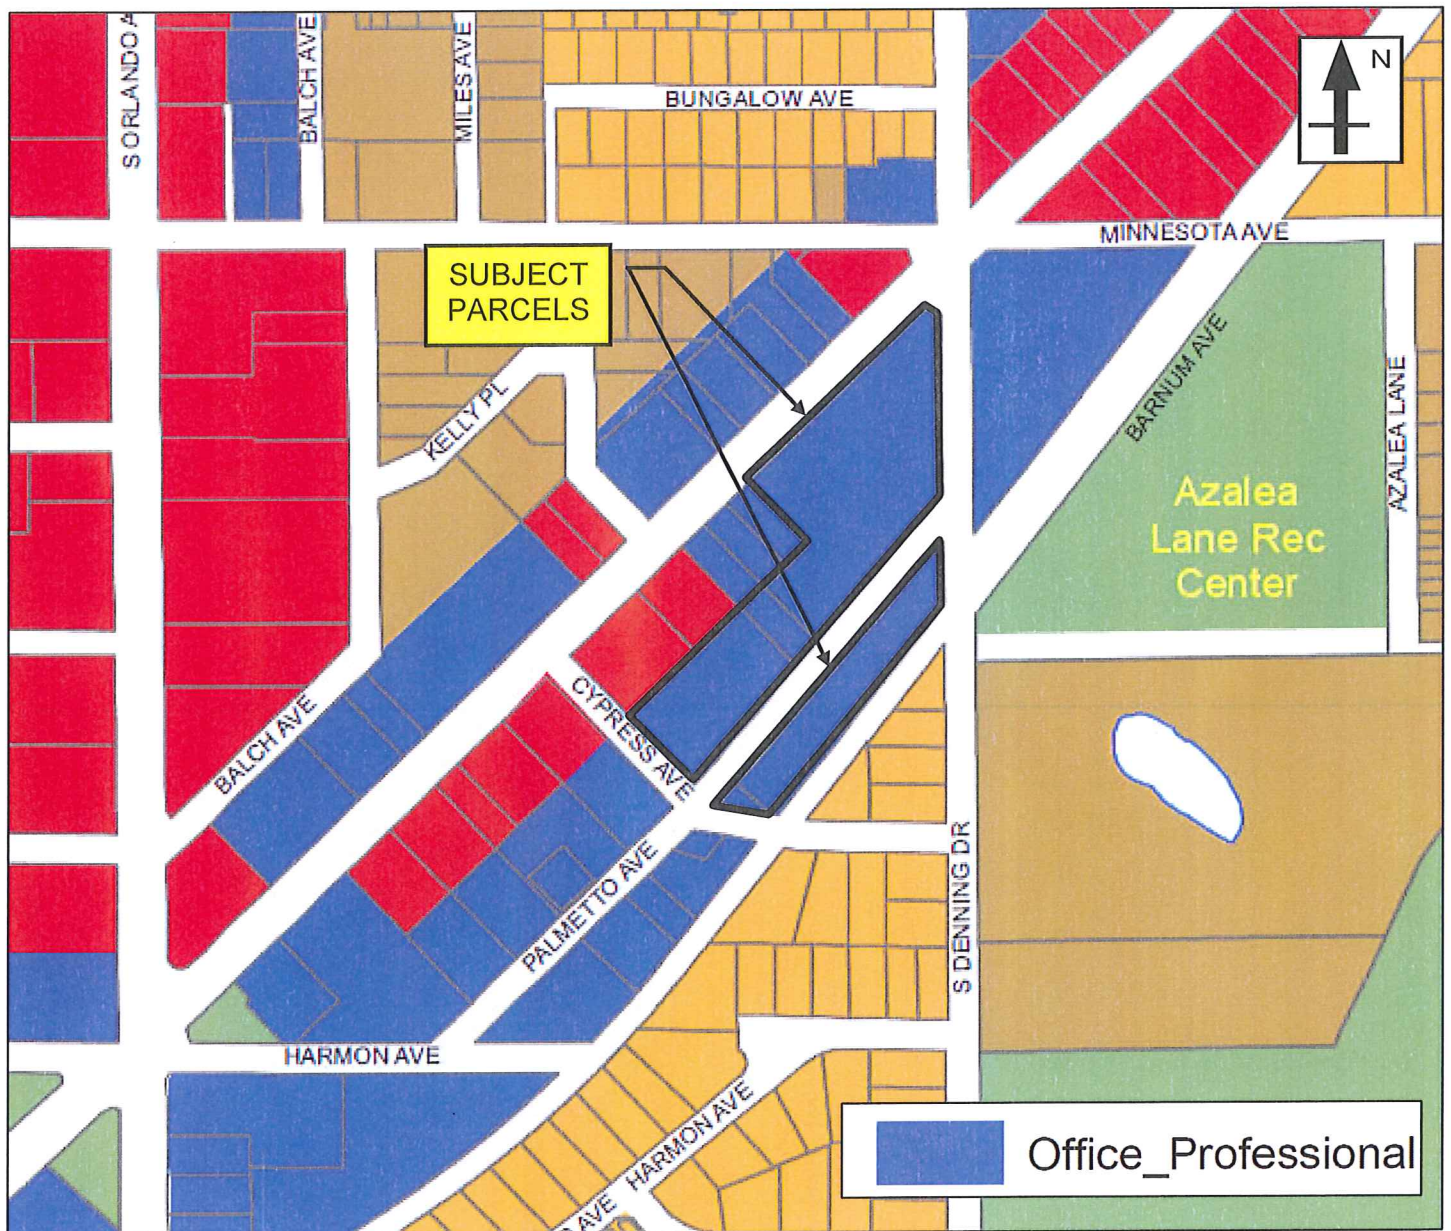 S ORLANDO A
BALCH AVE
MILES AVE
BUNGALOW AVE
N
MINNESOTA AVE
SUBJECT
PARCELS
KELLY PL
BARNUM AVE
AZALEA LANE
Azalea
Lane Rec
Center
CYPRESS AVE
BALCH AVE
PALMETTO AVE
S DENNING DR
HARMON AVE
HARMON AVE
AVE
Office_Professional